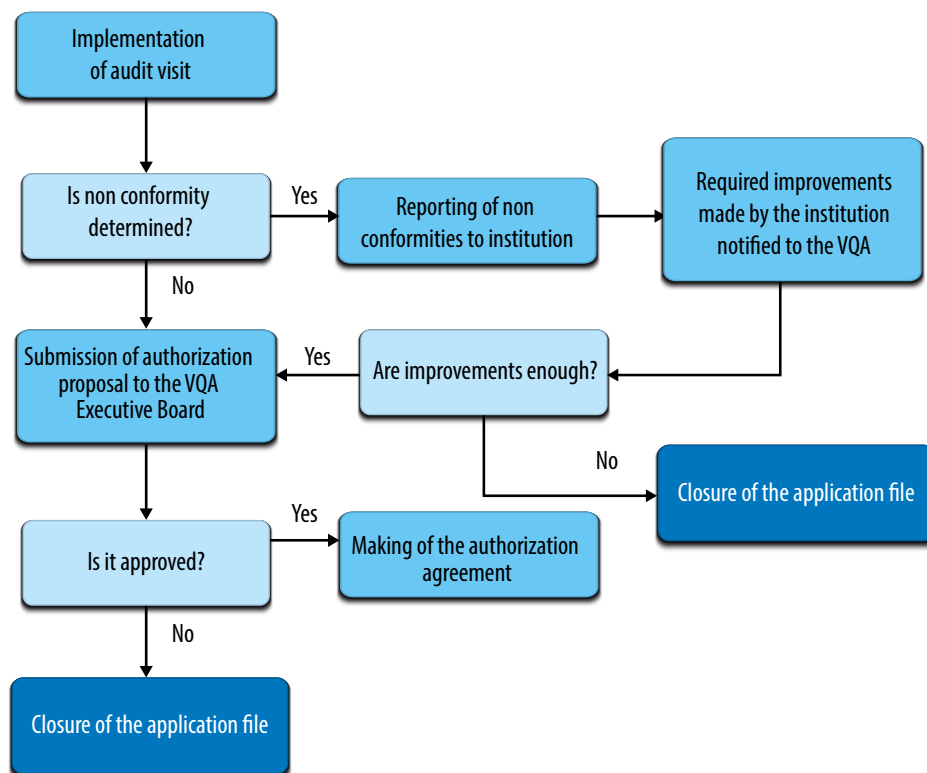 Implementation
of audit visit
Is non conformity
determined?
Yes
Reporting of non
conformities to institution
Required improvements
made by the institution
notified to the VQA
No
Submission of authorization
proposal to the VQA
Executive Board
Yes
Are improvements enough?
No
Closure of the application file
Is it approved?
Yes
Making of the authorization
agreement
No
Closure of the application file